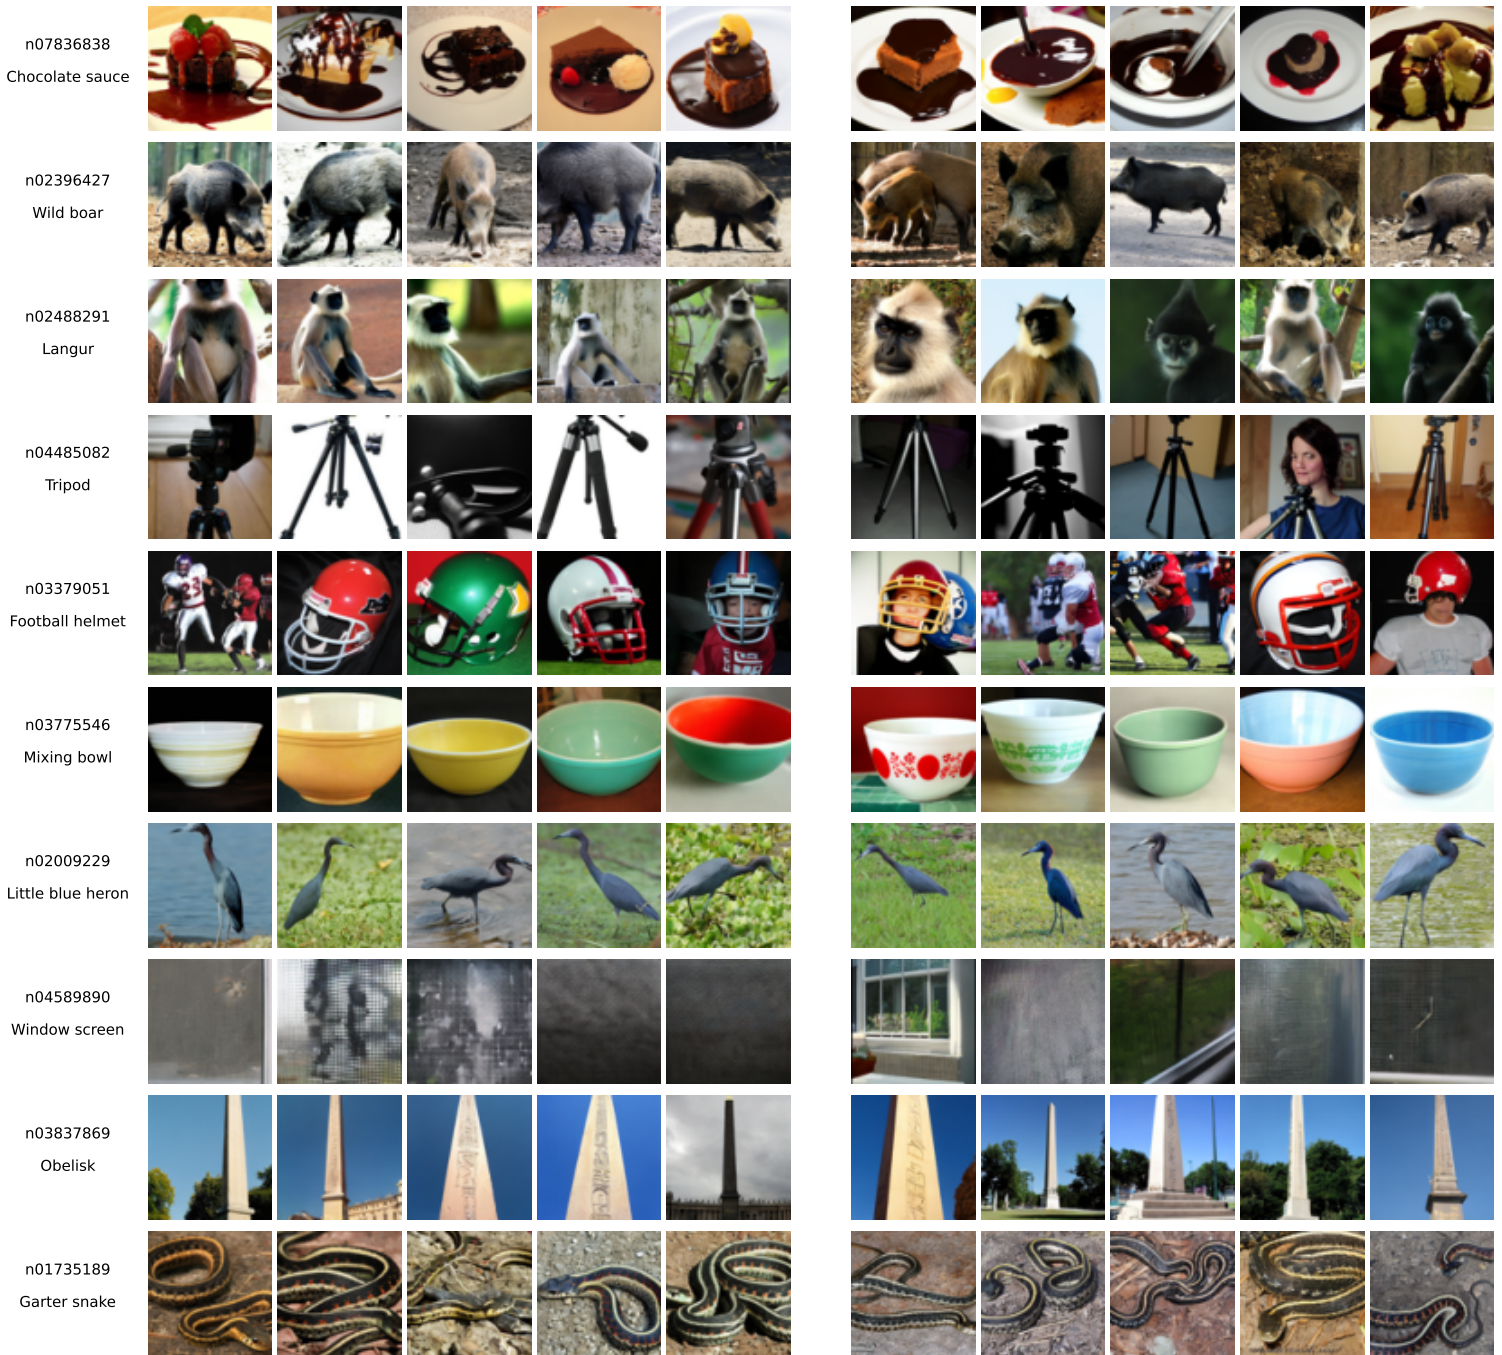 n07836838
Chocolate sauce
n02396427
Wild boar
n02488291
Langur
n04485082
Tripod
n03379051
Football helmet
n03775546
Mixing bowl
n02009229
Little blue heron
n04589890
Window screen
n03837869
Obelisk
n01735189
Garter snake